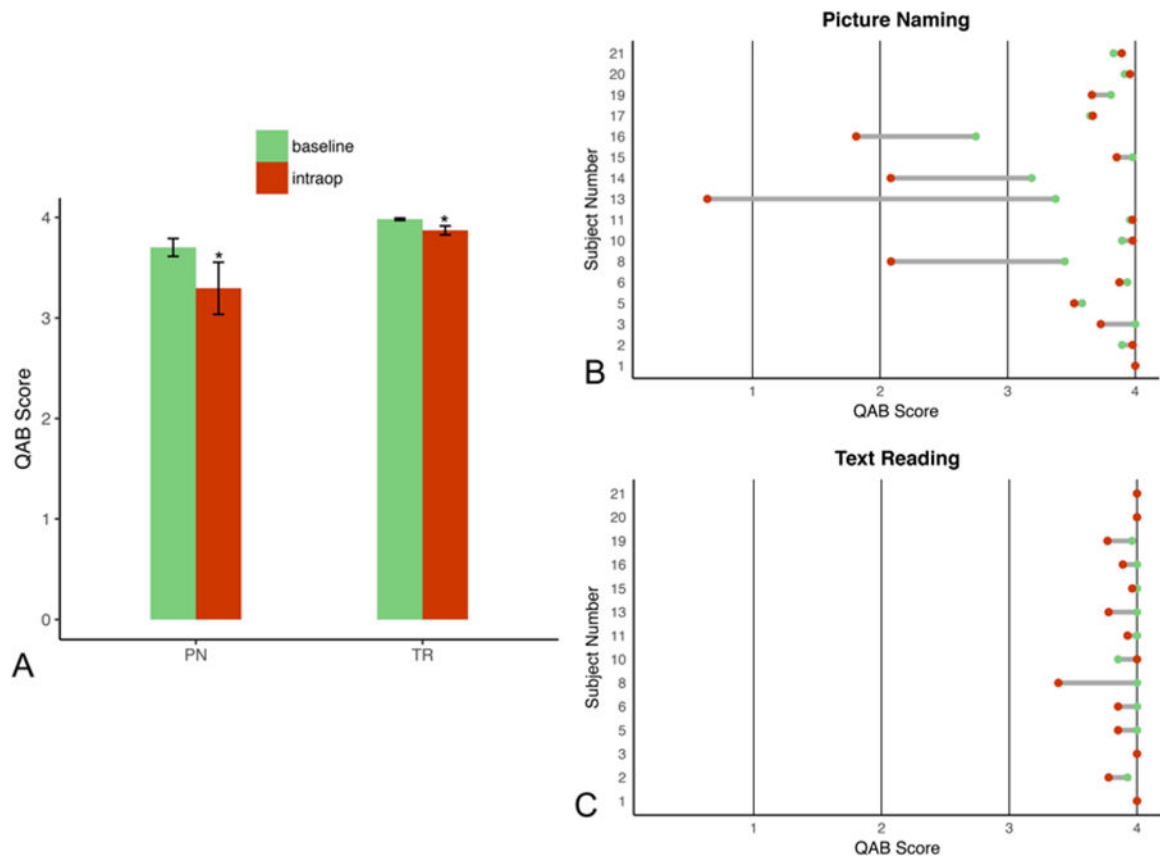 baseline
intraop
QAB Score
4
3
2
1
0
*
*
PN
TR
A
Picture Naming
Subject Number
21
20
19
17
16
15
14
13
11
10
8
6
5
3
2
1
1 2 3 4
QAB Score
B
Text Reading
Subject Number
21
20
19
16
15
13
11
10
8
6
5
3
2
1
1 2 3 4
QAB Score
C